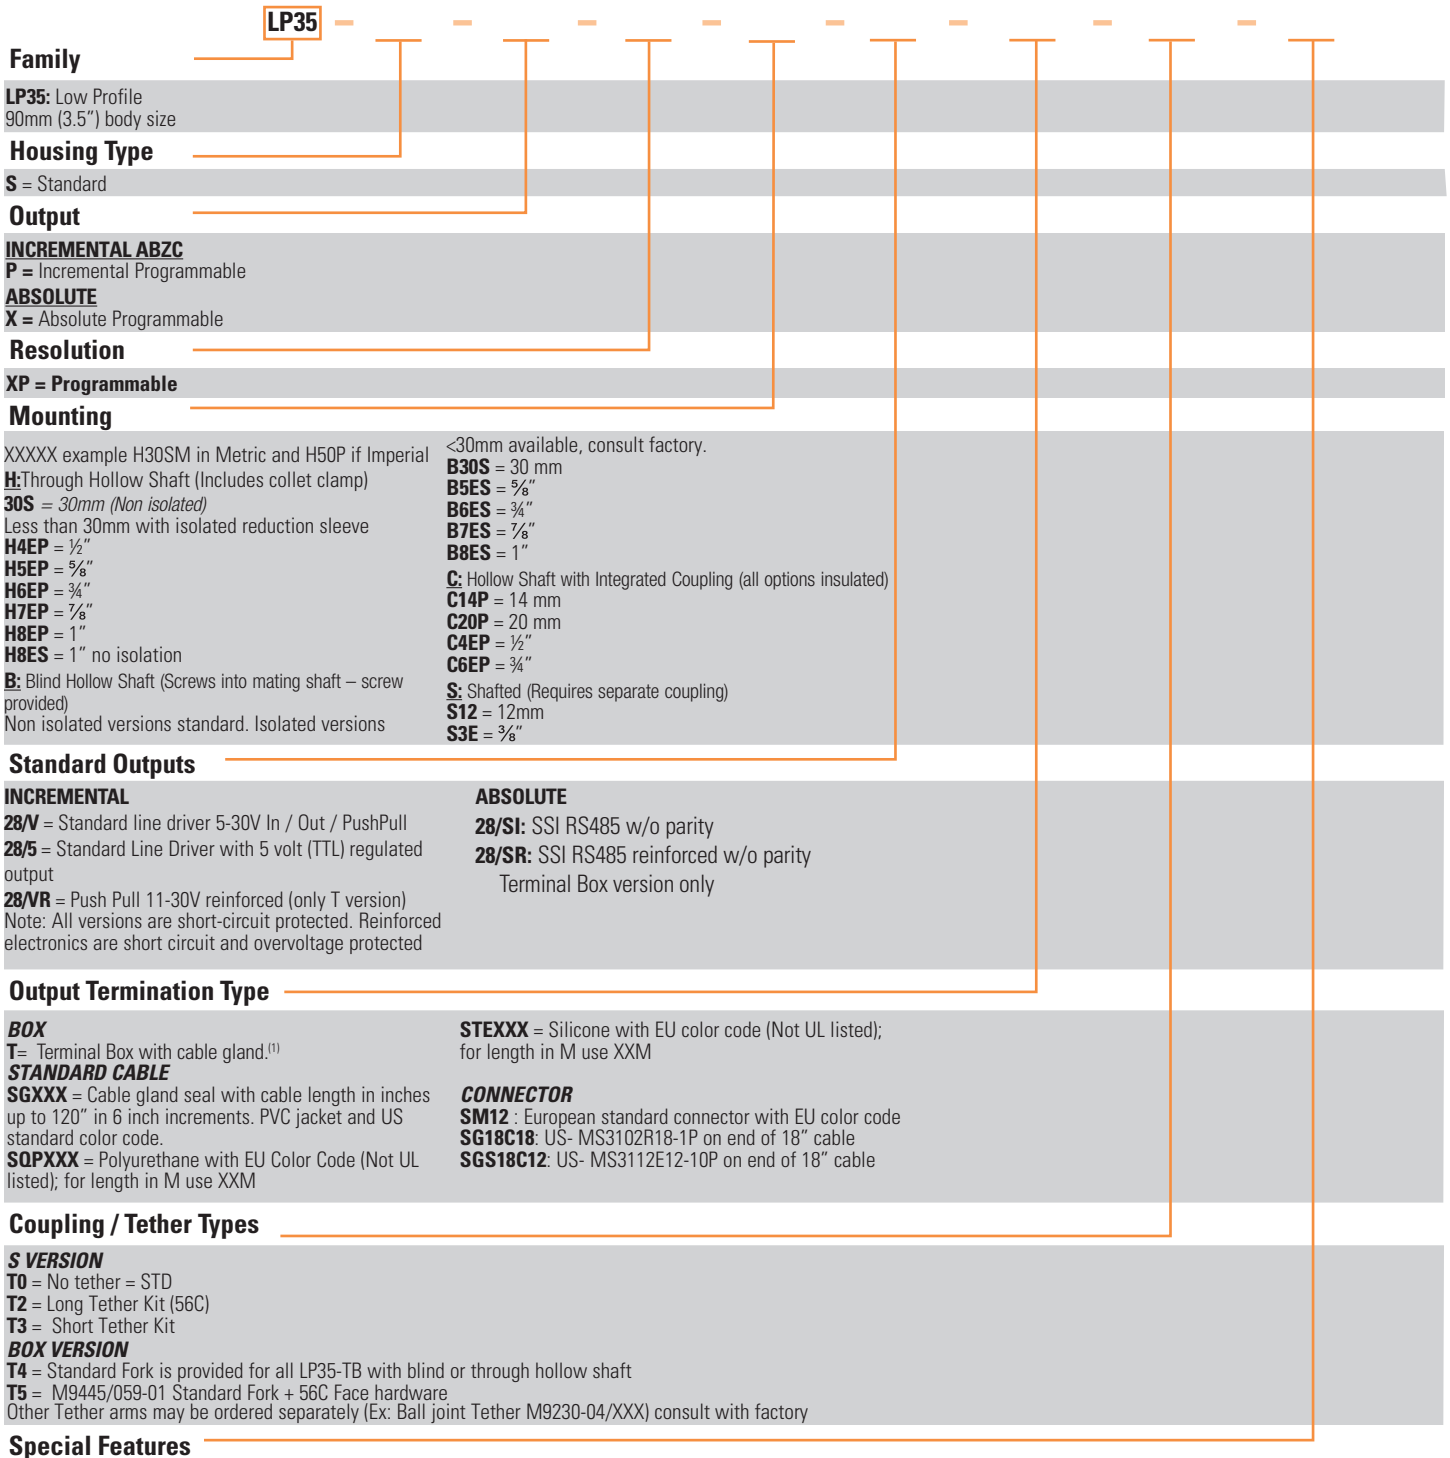 LP35 – – – – – – – –
Family
LP35: Low Profile
90mm (3.5”) body size
Housing Type
S = Standard
Output
INCREMENTAL ABZC
P = Incremental Programmable
ABSOLUTE
X = Absolute Programmable
Resolution
XP = Programmable
Mounting
XXXXX example H30SM in Metric and H50P if Imperial
H:Through Hollow Shaft (Includes collet clamp)
30S = 30mm (Non isolated)
Less than 30mm with isolated reduction sleeve
H4EP = ½”
H5EP = ⅝”
H6EP = ¾”
H7EP = ⅞”
H8EP = 1”
H8ES = 1” no isolation
B: Blind Hollow Shaft (Screws into mating shaft – screw
provided)
Non isolated versions standard. Isolated versions
<30mm available, consult factory.
B30S = 30 mm
B5ES = ⅝”
B6ES = ¾”
B7ES = ⅞”
B8ES = 1”
C: Hollow Shaft with Integrated Coupling (all options insulated)
C14P = 14 mm
C20P = 20 mm
C4EP = ½”
C6EP = ¾”
S: Shafted (Requires separate coupling)
S12 = 12mm
S3E = ⅜”
Standard Outputs
INCREMENTAL
28/V = Standard line driver 5-30V In / Out / PushPull
28/5 = Standard Line Driver with 5 volt (TTL) regulated
output
28/VR = Push Pull 11-30V reinforced (only T version)
Note: All versions are short-circuit protected. Reinforced
electronics are short circuit and overvoltage protected
ABSOLUTE
28/SI: SSI RS485 w/o parity
28/SR: SSI RS485 reinforced w/o parity
Terminal Box version only
Output Termination Type
BOX
T= Terminal Box with cable gland.(1)
STANDARD CABLE
SGXXX = Cable gland seal with cable length in inches
up to 120” in 6 inch increments. PVC jacket and US
standard color code.
SQPXXX = Polyurethane with EU Color Code (Not UL
listed); for length in M use XXM
STEXXX = Silicone with EU color code (Not UL listed);
for length in M use XXM
CONNECTOR
SM12 : European standard connector with EU color code
SG18C18: US- MS3102R18-1P on end of 18” cable
SGS18C12: US- MS3112E12-10P on end of 18” cable
Coupling / Tether Types
S VERSION
T0 = No tether = STD
T2 = Long Tether Kit (56C)
T3 = Short Tether Kit
BOX VERSION
T4 = Standard Fork is provided for all LP35-TB with blind or through hollow shaft
T5 = M9445/059-01 Standard Fork + 56C Face hardware
Other Tether arms may be ordered separately (Ex: Ball joint Tether M9230-04/XXX) consult with factory
Special Features